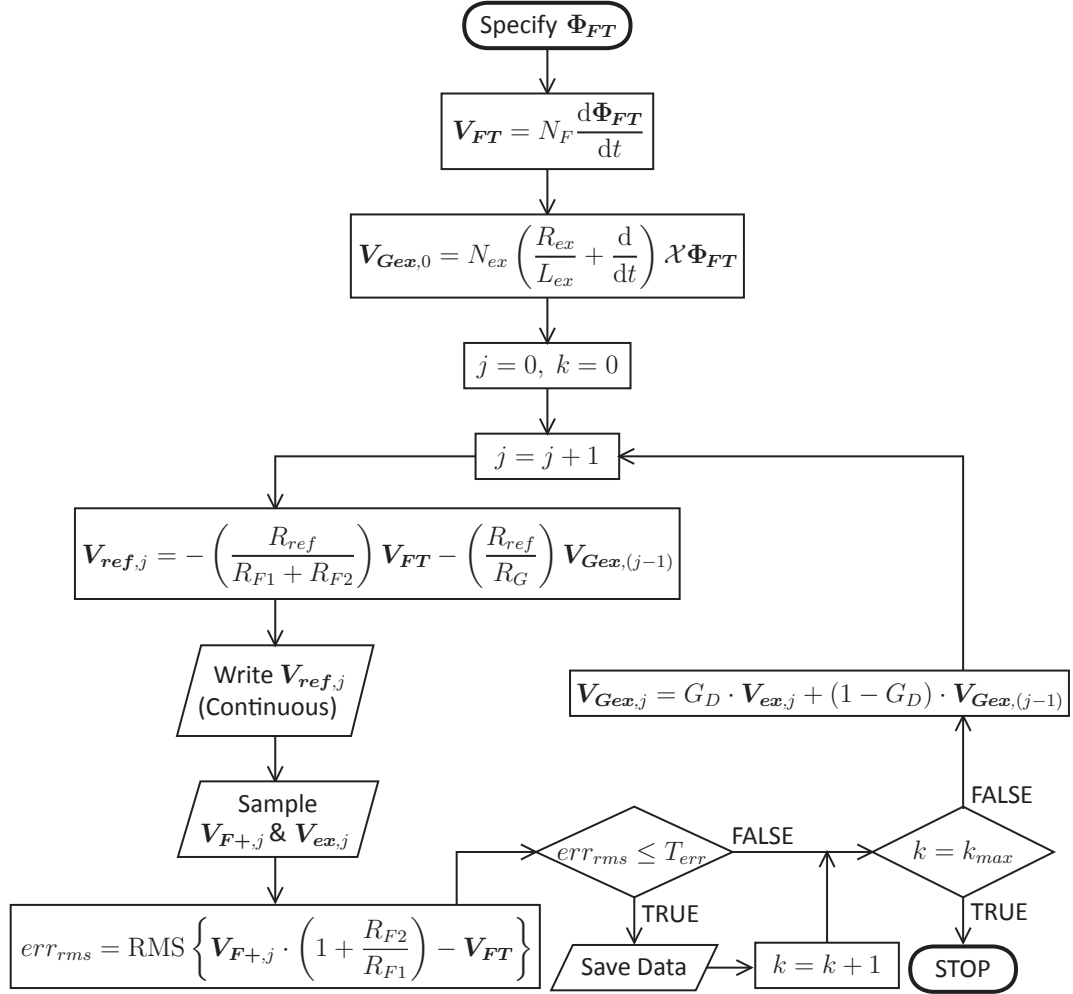 Specify Φ_FT
V_FT = N_F dΦ_FT/dt
V_Gex,0 = N_ex (R_ex/L_ex + d/dt) 𝒳Φ_FT
j = 0, k = 0
j = j + 1
V_ref,j = − (R_ref/(R_F1 + R_F2)) V_FT − (R_ref/R_G) V_Gex,(j−1)
Write V_ref,j
(Continuous)
V_Gex,j = G_D · V_ex,j + (1 − G_D) · V_Gex,(j−1)
Sample
V_F+,j & V_ex,j
FALSE
err_rms ≤ T_err
FALSE
k = k_max
TRUE
TRUE
err_rms = RMS {V_F+,j · (1 + R_F2/R_F1) − V_FT}
Save Data
k = k + 1
STOP